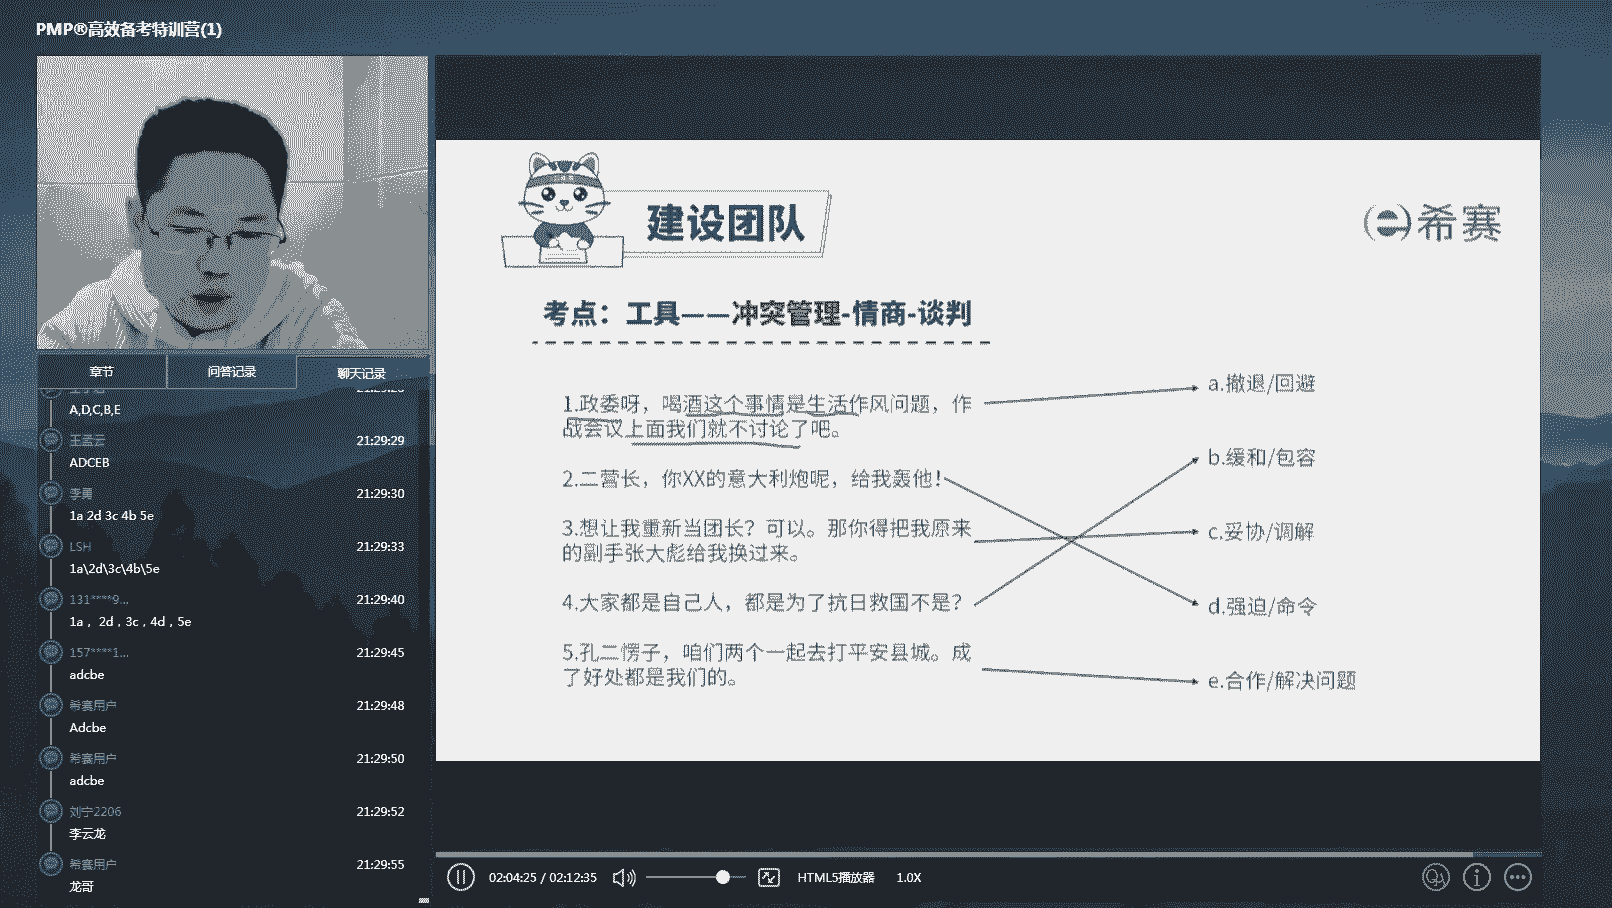 PMP®高效备考特训营(1)
章节
问答记录
聊天记录
A,D,C,B,E
王孟云
21:29:29
ADCEB
李勇
21:29:30
1a 2d 3c 4b 5e
LSH
21:29:33
1a\2d\3c\4b\5e
131****9...
21:29:40
1a，2d，3c，4d，5e
157****1...
21:29:45
adcbe
希赛用户
21:29:48
Adcbe
希赛用户
21:29:50
adcbe
刘宁2206
21:29:52
李云龙
希赛用户
21:29:55
龙哥
建设团队
希赛
考点：工具——冲突管理-情商-谈判
1.政委呀，喝酒这个事情是生活作风问题，作
战会议上面我们就不讨论了吧。
2.二营长，你XX的意大利炮呢，给我轰他！
3.想让我重新当团长？可以。那你得把我原来
的副手张大彪给我换过来。
4.大家都是自己人，都是为了抗日救国不是？
5.孔二愣子，咱们两个一起去打平安县城。成
了好处都是我们的。
a.撤退/回避
b.缓和/包容
c.妥协/调解
d.强迫/命令
e.合作/解决问题
02:04:25 / 02:12:35
HTML5播放器
1.0X